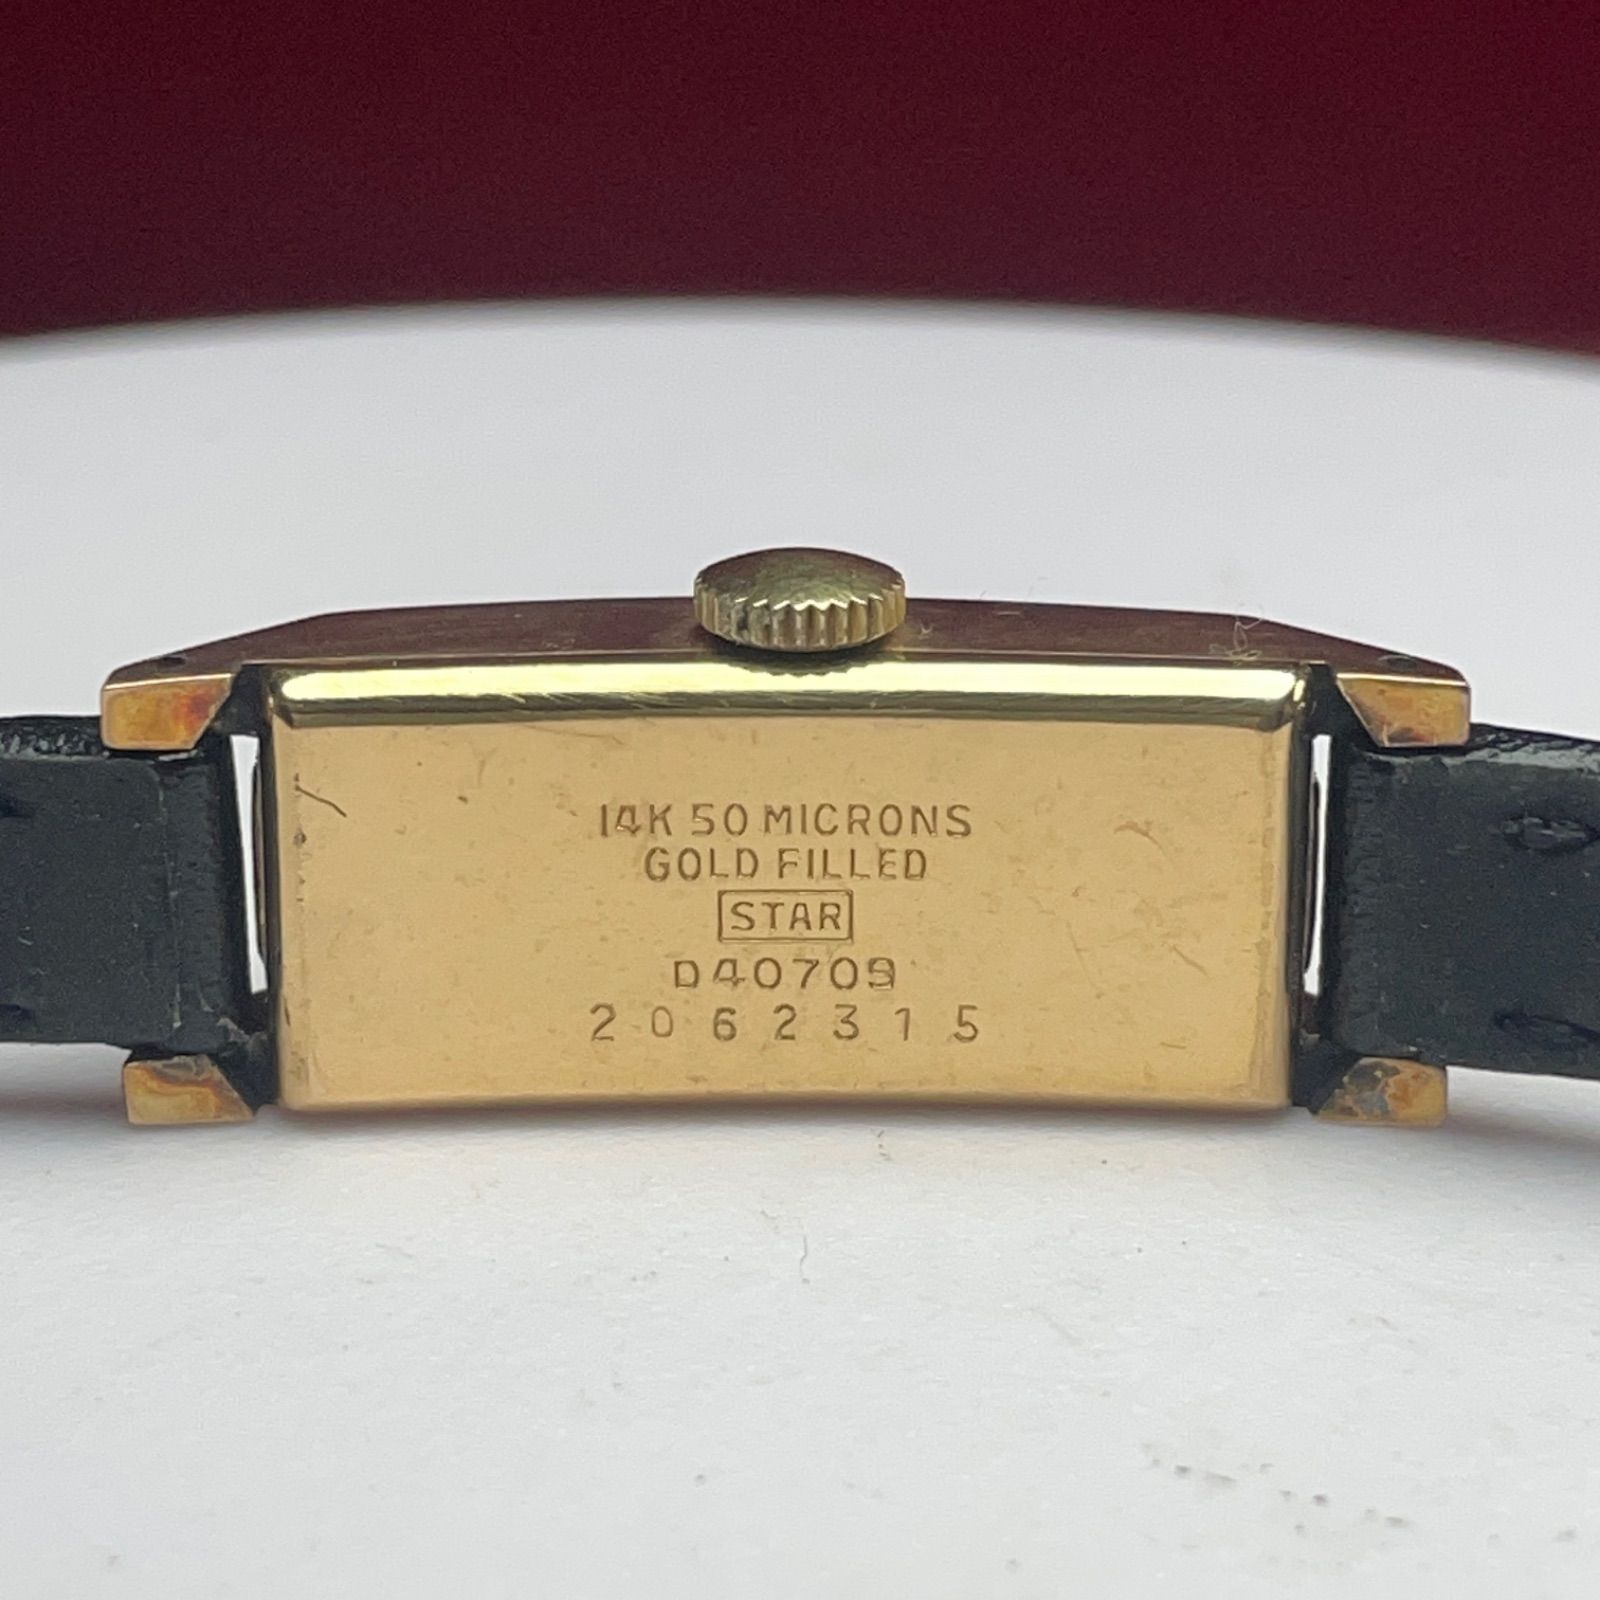 14K 50 MICRONS
GOLD FILLED
STAR
D40709
2062315